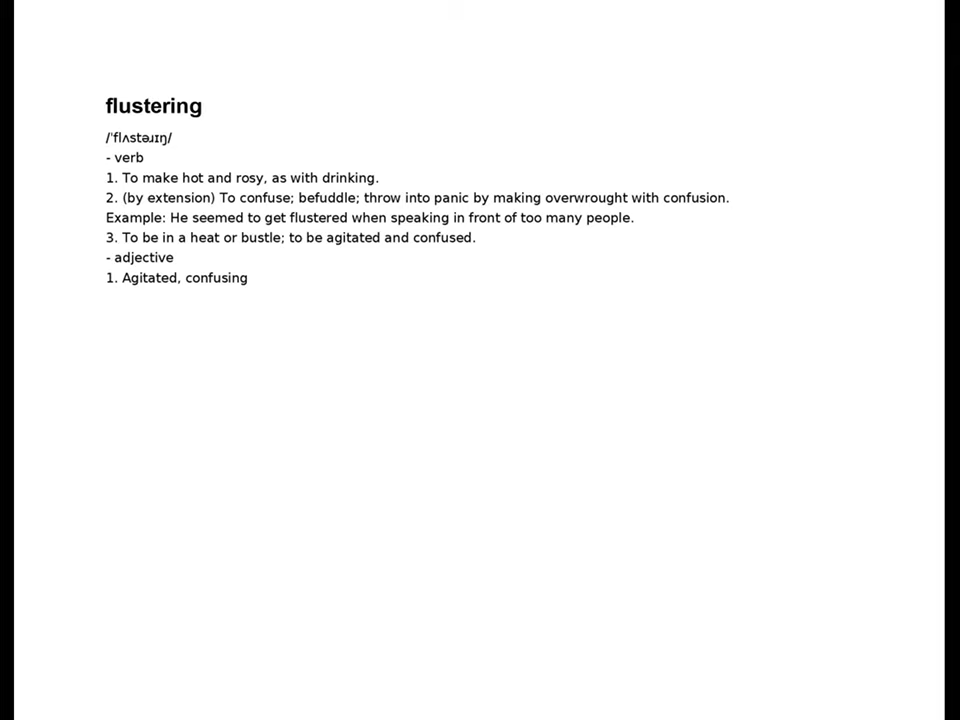 flustering
/ˈflʌstəɹɪŋ/
- verb
1. To make hot and rosy, as with drinking.
2. (by extension) To confuse; befuddle; throw into panic by making overwrought with confusion.
Example: He seemed to get flustered when speaking in front of too many people.
3. To be in a heat or bustle; to be agitated and confused.
- adjective
1. Agitated, confusing